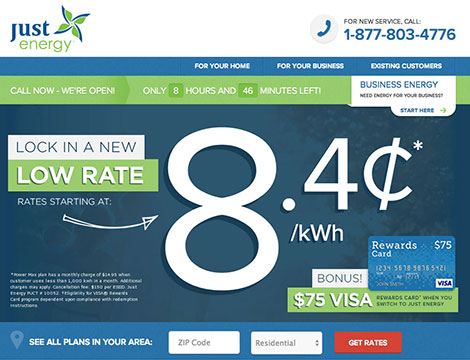 just
energy
FOR NEW SERVICE, CALL:
1-877-803-4776
FOR YOUR HOME
FOR YOUR BUSINESS
EXISTING CUSTOMERS
CALL NOW - WE'RE OPEN!
ONLY 8 HOURS AND 46 MINUTES LEFT!
BUSINESS ENERGY
NEED ENERGY FOR YOUR BUSINESS?
START HERE
LOCK IN A NEW
LOW RATE
RATES STARTING AT:
8.4¢*
/kWh
*Power Max plan has a monthly charge of $14.95 when
customer uses less than 1,000 kwh in a month. Additional
charges may apply. Cancellation fee: $150 per ESID. Just
Energy PUCT # 10052. *Eligibility for VISA® Rewards
Card program dependent upon compliance with redemption
instructions.
Rewards $75
Card
VISA
BONUS!
$75 VISA
REWARDS CARD* WHEN YOU
SWITCH TO JUST ENERGY
SEE ALL PLANS IN YOUR AREA:
ZIP Code
Residential
GET RATES